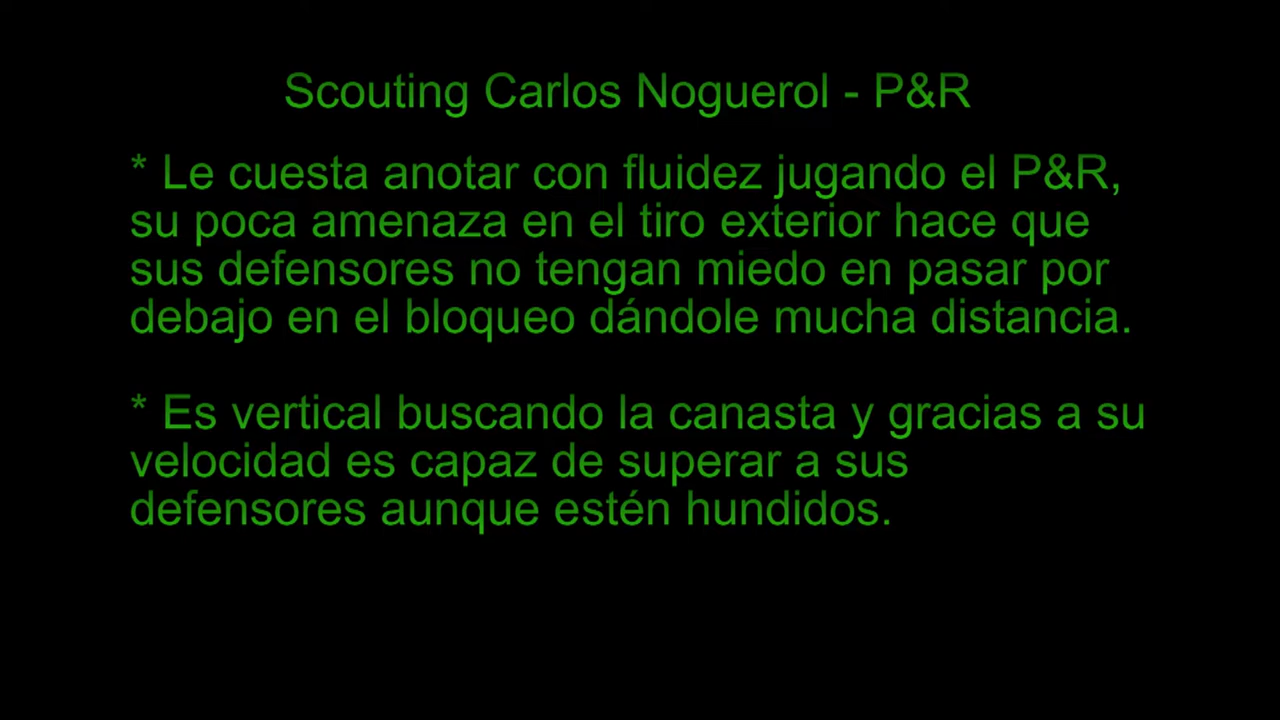 Scouting Carlos Noguerol - P&R
* Le cuesta anotar con fluidez jugando el P&R,
su poca amenaza en el tiro exterior hace que
sus defensores no tengan miedo en pasar por
debajo en el bloqueo dándole mucha distancia.
* Es vertical buscando la canasta y gracias a su
velocidad es capaz de superar a sus
defensores aunque estén hundidos.